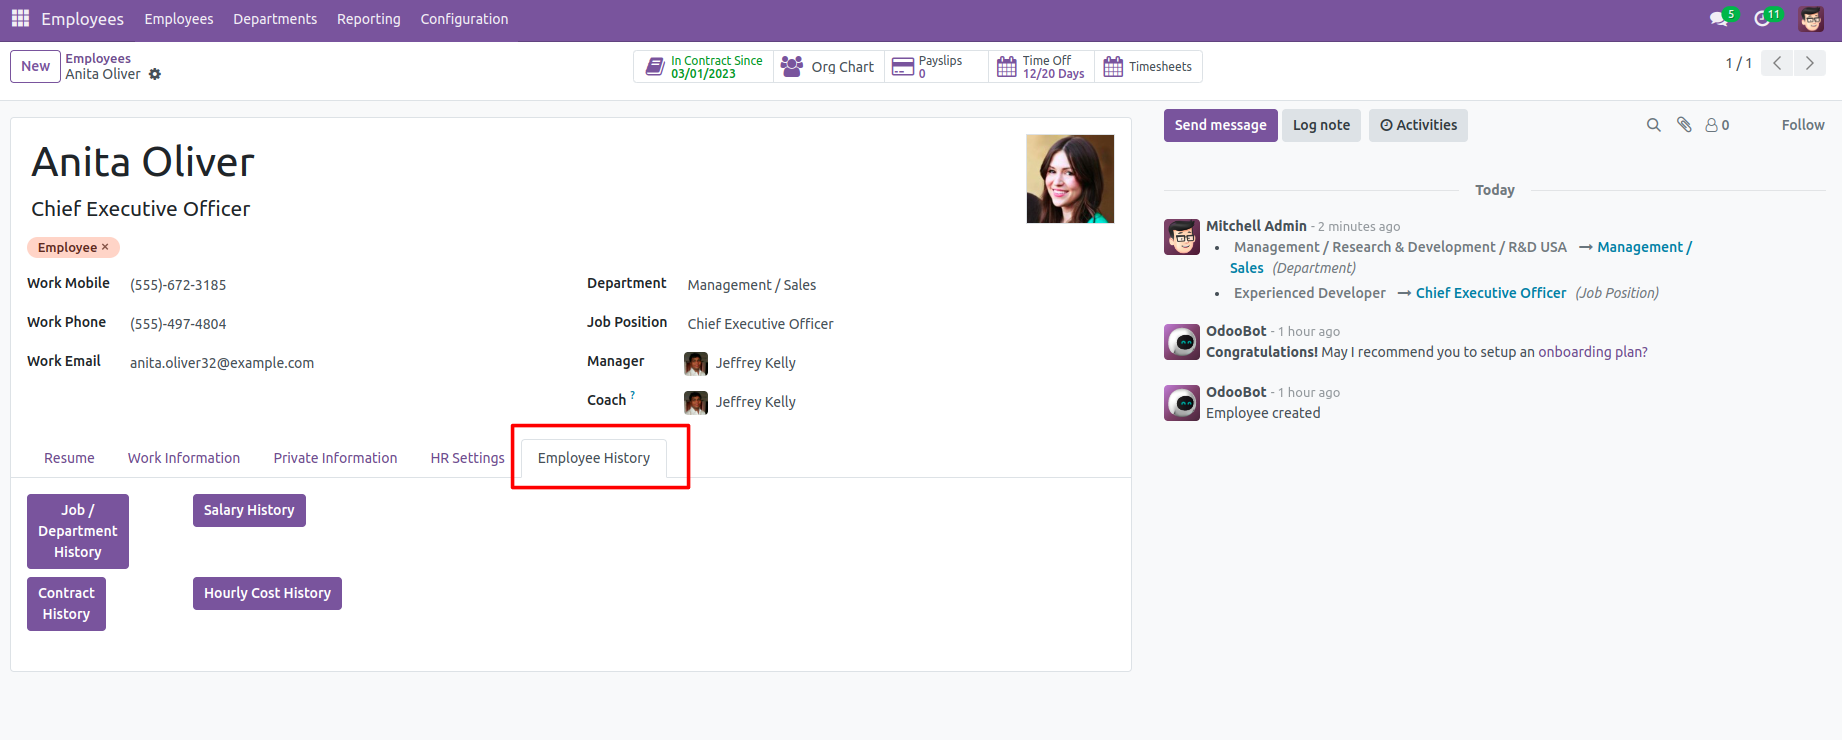 Employees Employees Departments Reporting Configuration 5 11
New Employees
Anita Oliver
In Contract Since
03/01/2023
Org Chart
Payslips
0
Time Off
12/20 Days
Timesheets
1 / 1
Send message Log note Activities 0 Follow
Anita Oliver
Chief Executive Officer
Employee ×
Work Mobile (555)-672-3185
Work Phone (555)-497-4804
Work Email anita.oliver32@example.com
Department Management / Sales
Job Position Chief Executive Officer
Manager Jeffrey Kelly
Coach ? Jeffrey Kelly
Resume Work Information Private Information HR Settings Employee History
Job /
Department
History
Salary History
Contract
History
Hourly Cost History
Today
Mitchell Admin - 2 minutes ago
• Management / Research & Development / R&D USA → Management /
Sales (Department)
• Experienced Developer → Chief Executive Officer (Job Position)
OdooBot - 1 hour ago
Congratulations! May I recommend you to setup an onboarding plan?
OdooBot - 1 hour ago
Employee created